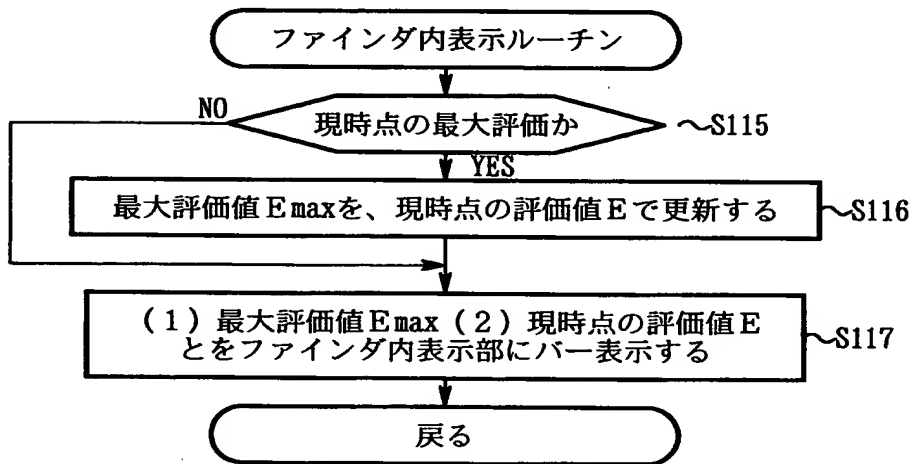 ファインダ内表示ルーチン
NO
現時点の最大評価か
~S115
YES
最大評価値Emaxを、現時点の評価値Eで更新する
~S116
(1)最大評価値Emax(2)現時点の評価値E
とをファインダ内表示部にバー表示する
~S117
戻る